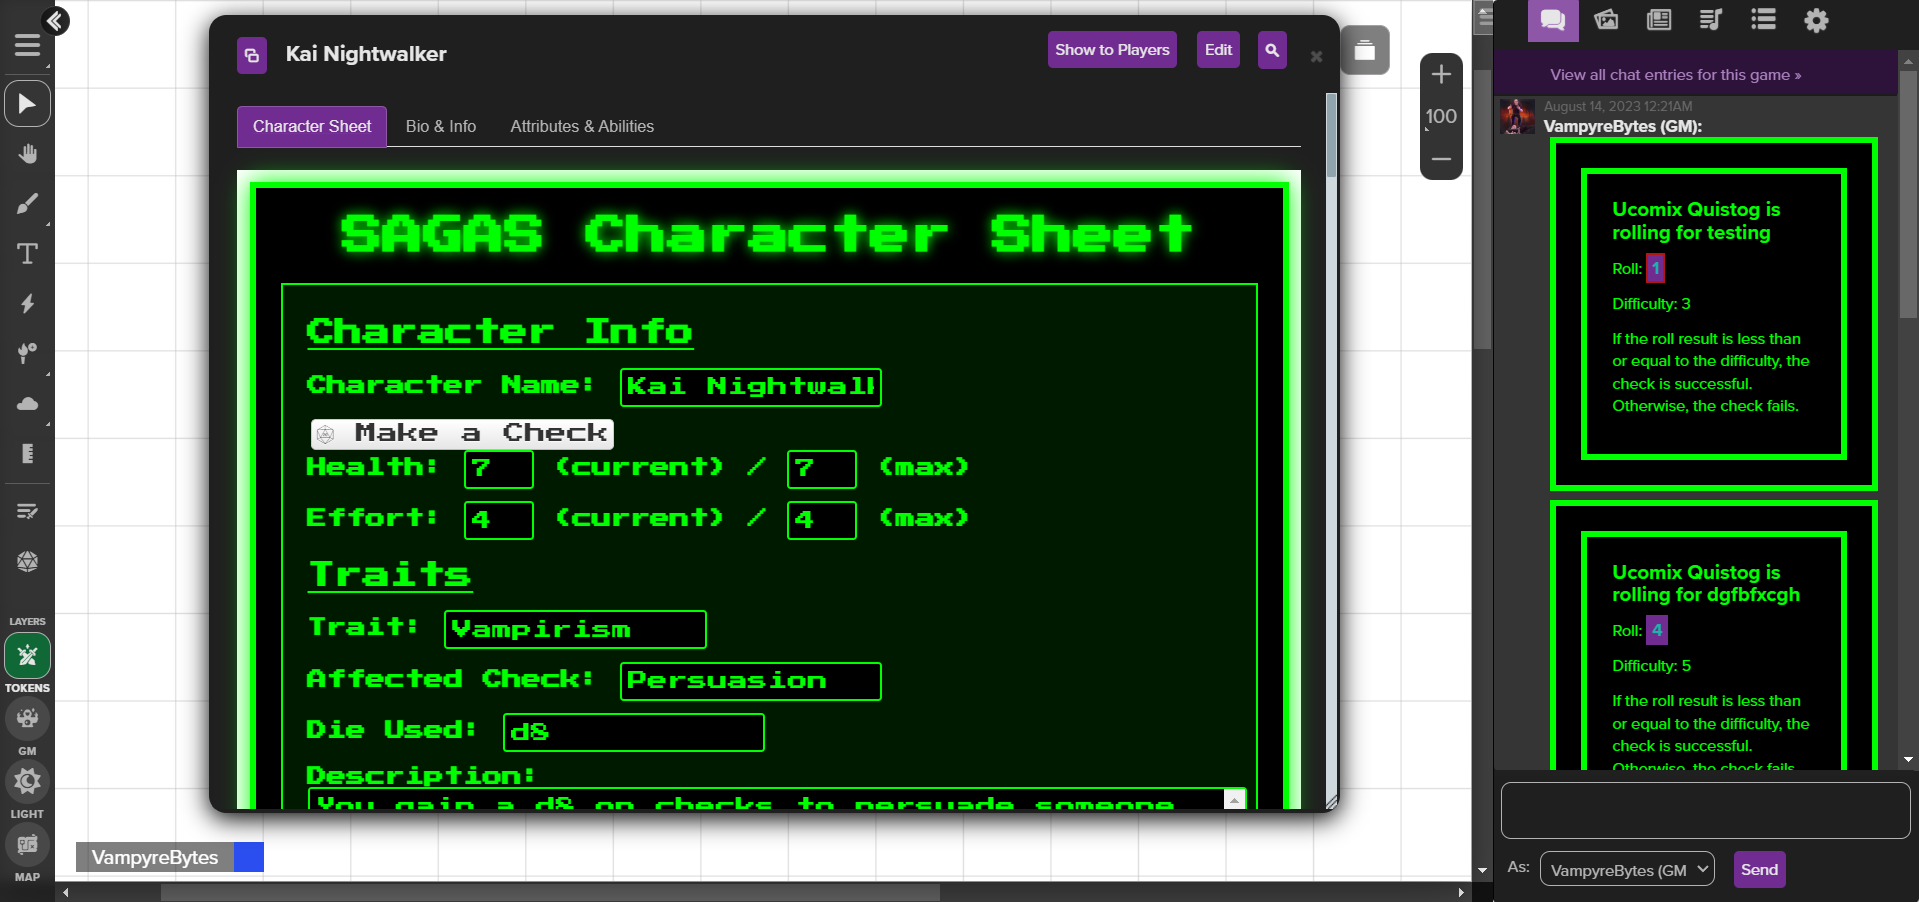 Kai Nightwalker
Show to Players
Edit
Character Sheet
Bio & Info
Attributes & Abilities
SAGAS Character Sheet
Character Info
Character Name: Kai Nightwall
Make a Check
Health: 7 (current) / 7 (max)
Effort: 4 (current) / 4 (max)
Traits
Trait: Vampirism
Affected Check: Persuasion
Die Used: d8
Description:
You gain a d8 on checks to persuade someone
100
LAYERS
TOKENS
GM
LIGHT
MAP
VampyreBytes
View all chat entries for this game »
August 14, 2023 12:21AM
VampyreBytes (GM):
Ucomix Quistog is
rolling for testing
Roll: 1
Difficulty: 3
If the roll result is less than
or equal to the difficulty, the
check is successful.
Otherwise, the check fails.
Ucomix Quistog is
rolling for dgfbfxcgh
Roll: 4
Difficulty: 5
If the roll result is less than
or equal to the difficulty, the
check is successful.
Otherwise, the check fails.
As: VampyreBytes (GM
Send